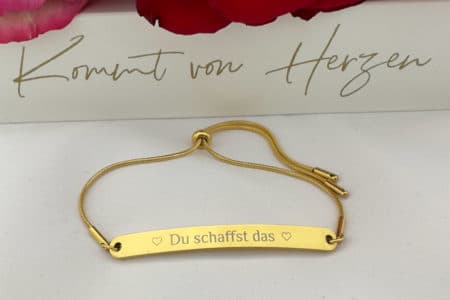 Kommt von Herzen
♡ Du schaffst das ♡